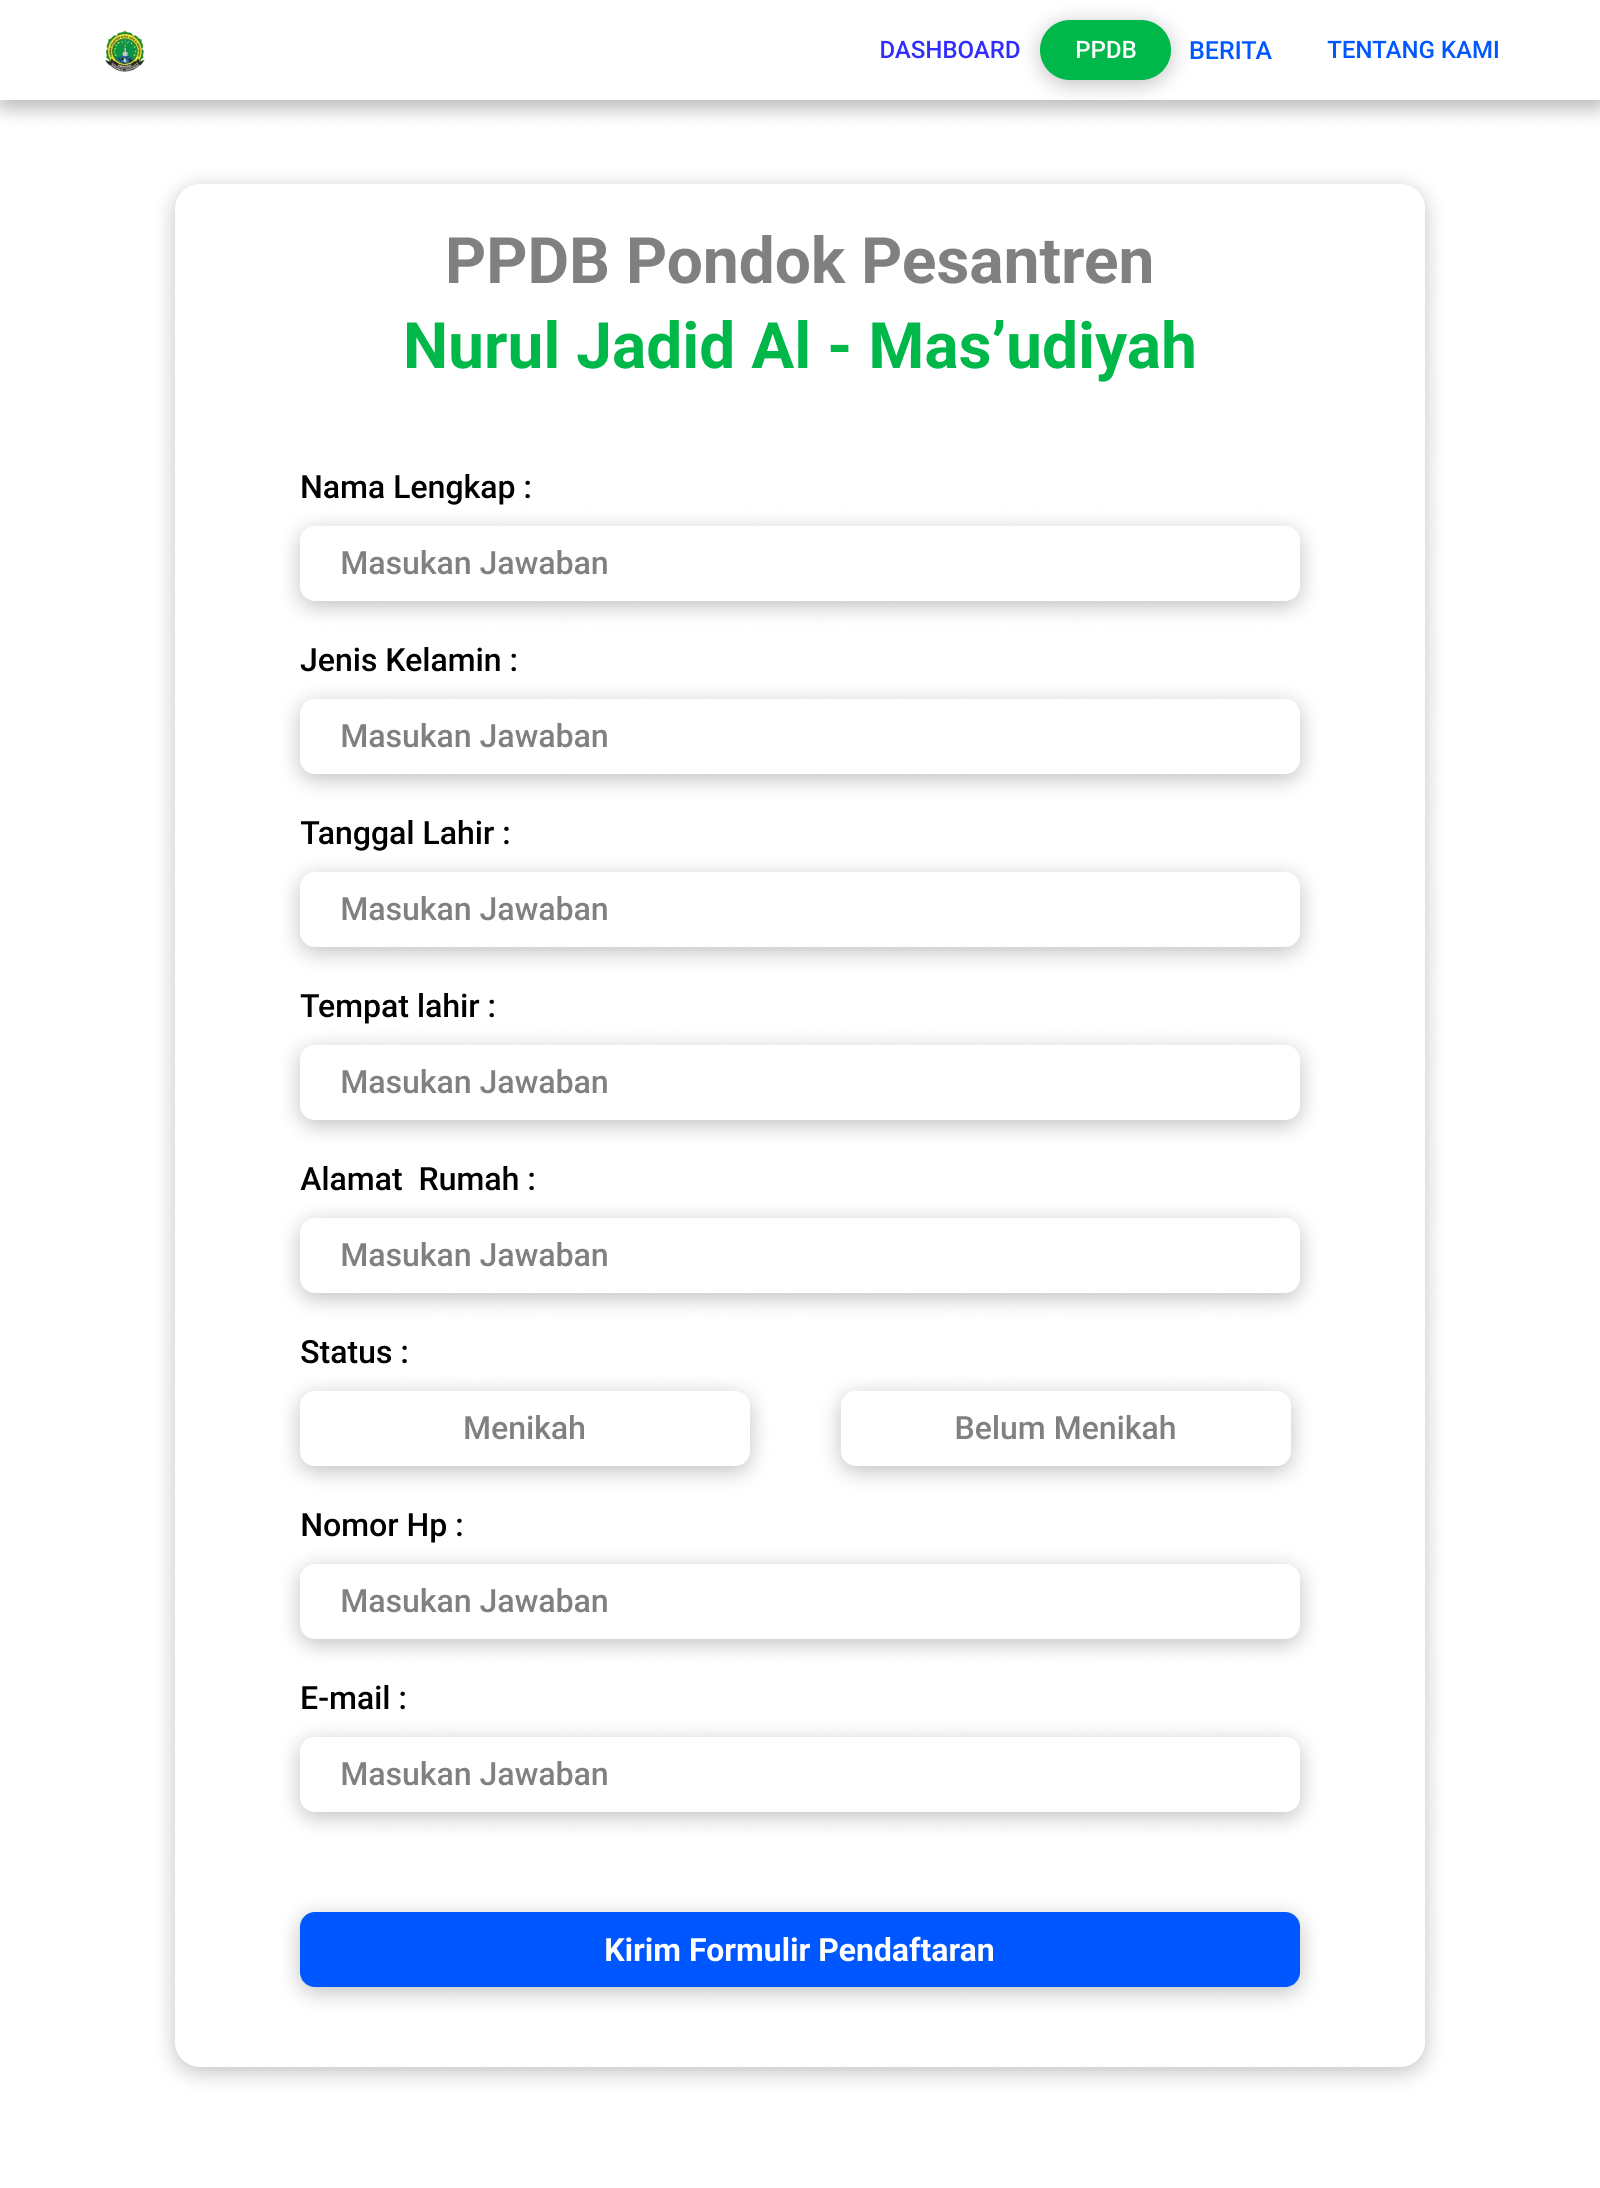 DASHBOARD PPDB BERITA TENTANG KAMI
PPDB Pondok Pesantren
Nurul Jadid Al - Mas’udiyah
Nama Lengkap :
Masukan Jawaban
Jenis Kelamin :
Masukan Jawaban
Tanggal Lahir :
Masukan Jawaban
Tempat lahir :
Masukan Jawaban
Alamat  Rumah :
Masukan Jawaban
Status :
Menikah Belum Menikah
Nomor Hp :
Masukan Jawaban
E-mail :
Masukan Jawaban
Kirim Formulir Pendaftaran